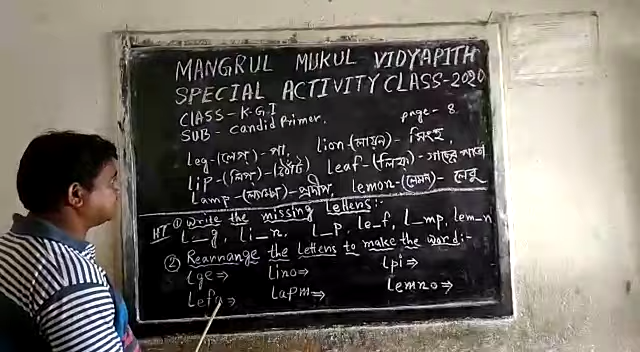 MANGRUL MUKUL VIDYAPITH
SPECIAL ACTIVITY CLASS-2020
CLASS - K.G.I
SUB - Candid Primer. page - 8
Leg-(লেগ)- পা, lion-(লায়ন)- সিংহ,
Lip-(লিপ)-(ঠোঁট) leaf-(লিফ)-গাছের পাতা
Lamp-(ল্যাম্প)-প্রদীপ, lemon-(লেমন)- লেবু
HT ① Write the missing letters:-
L_g, Li_n, L_p, le_f, L_mp, lem_n
② Rearrange the letters to make the word:-
Lge⇒ Lino⇒ Lpi⇒
Lefa⇒ Lapm⇒ Lemno⇒